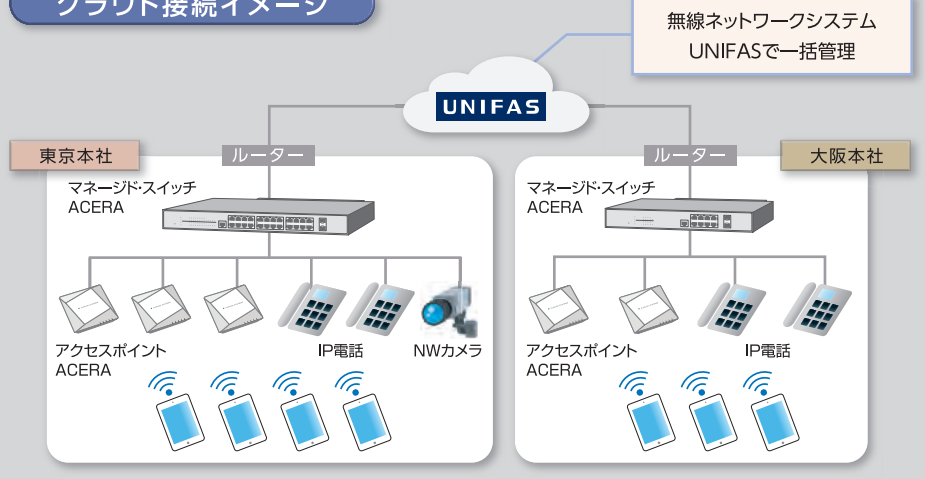 クラウド接続イメージ
無線ネットワークシステム
UNIFASで一括管理
UNIFAS
東京本社
ルーター
マネージド・スイッチ
ACERA
アクセスポイント
ACERA
IP電話
NWカメラ
大阪本社
ルーター
マネージド・スイッチ
ACERA
アクセスポイント
ACERA
IP電話